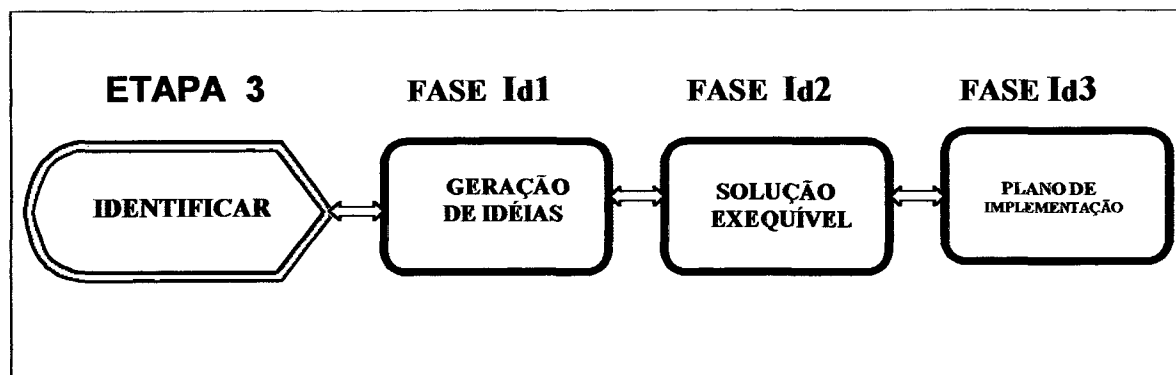 ETAPA 3
FASE Id1
FASE Id2
FASE Id3
IDENTIFICAR
GERAÇÃO
DE IDÉIAS
SOLUÇÃO
EXEQUÍVEL
PLANO DE
IMPLEMENTAÇÃO